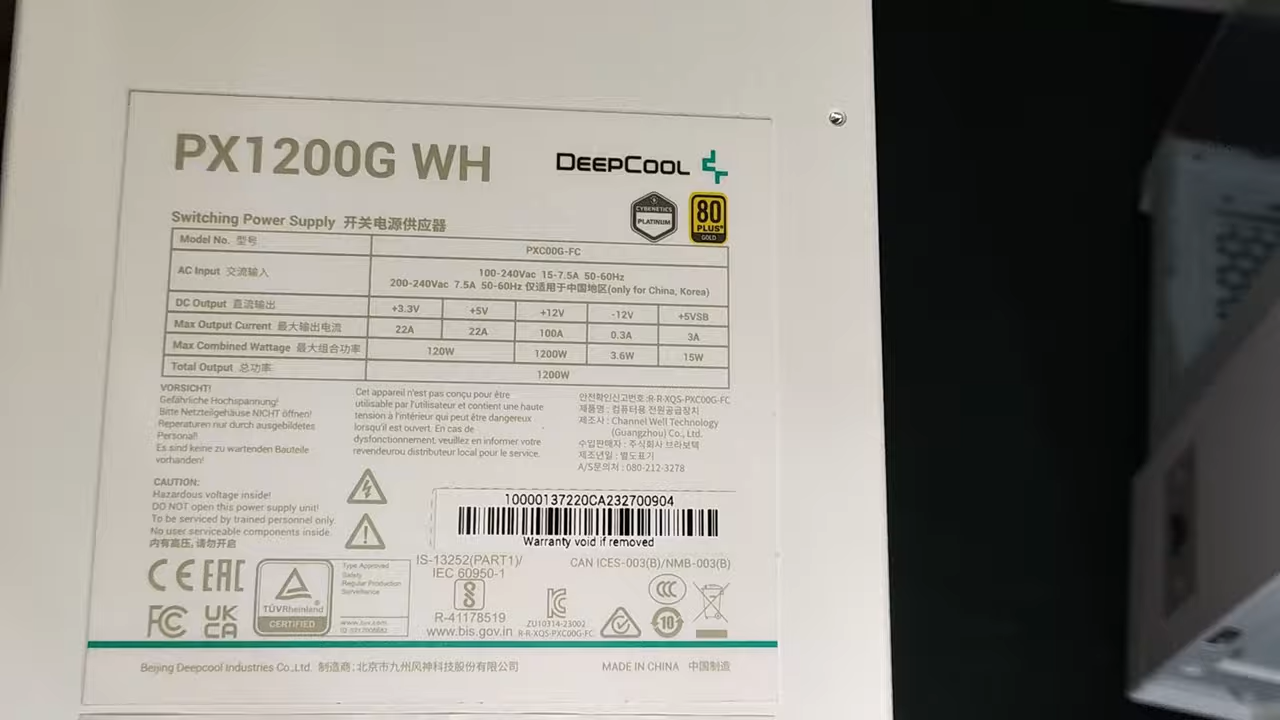 PX1200G WH
DEEPCOOL
CYBENETICS
PLATINUM
80
PLUS
GOLD
Switching Power Supply 开关电源供应器
Model No. 型号 PXC00G-FC
AC Input 交流输入 100-240Vac 15-7.5A 50-60Hz
200-240Vac 7.5A 50-60Hz 仅适用于中国地区(only for China, Korea)
DC Output 直流输出 +3.3V +5V +12V -12V +5VSB
Max Output Current 最大输出电流 22A 22A 100A 0.3A 3A
Max Combined Wattage 最大组合功率 120W 1200W 3.6W 15W
Total Output 总功率 1200W
VORSICHT!
Gefährliche Hochspannung!
Bitte Netzteilgehäuse NICHT öffnen!
Reperaturen nur durch ausgebildetes
Personal!
Es sind keine zu wartenden Bauteile
vorhanden!
Cet appareil n'est pas conçu pour être
utilisable par l'utilisateur et contient une haute
tension à l'intérieur qui peut être dangereux
lorsqu'il est ouvert. En cas de
dysfonctionnement, veuillez en informer votre
revendeurou distributeur local pour le service.
안전확인신고번호:R-R-XQS-PXC00G-FC
제품명 : 컴퓨터용 전원공급장치
제조사 : Channel Well Technology
(Guangzhou) Co., Ltd.
수입판매자 : 주식회사 브라보텍
제조년일 : 별도표기
A/S문의처 : 080-212-3278
CAUTION:
Hazardous voltage inside!
DO NOT open this power supply unit!
To be serviced by trained personnel only.
No user serviceable components inside.
内有高压，请勿开启
10000137220CA232700904
Warranty void if removed
CE EAC
FC UK
CA
TÜVRheinland
CERTIFIED
Type Approved
Safety
Regular Production
Surveillance
www.tuv.com
IS-13252(PART1)/
IEC 60950-1
R-41178519
www.bis.gov.in
CAN ICES-003(B)/NMB-003(B)
ZU10314-23002
R-R-XQS-PXC00G-FC
CCC
10
Beijing Deepcool Industries Co.,Ltd. 制造商：北京市九州风神科技股份有限公司
MADE IN CHINA 中国制造